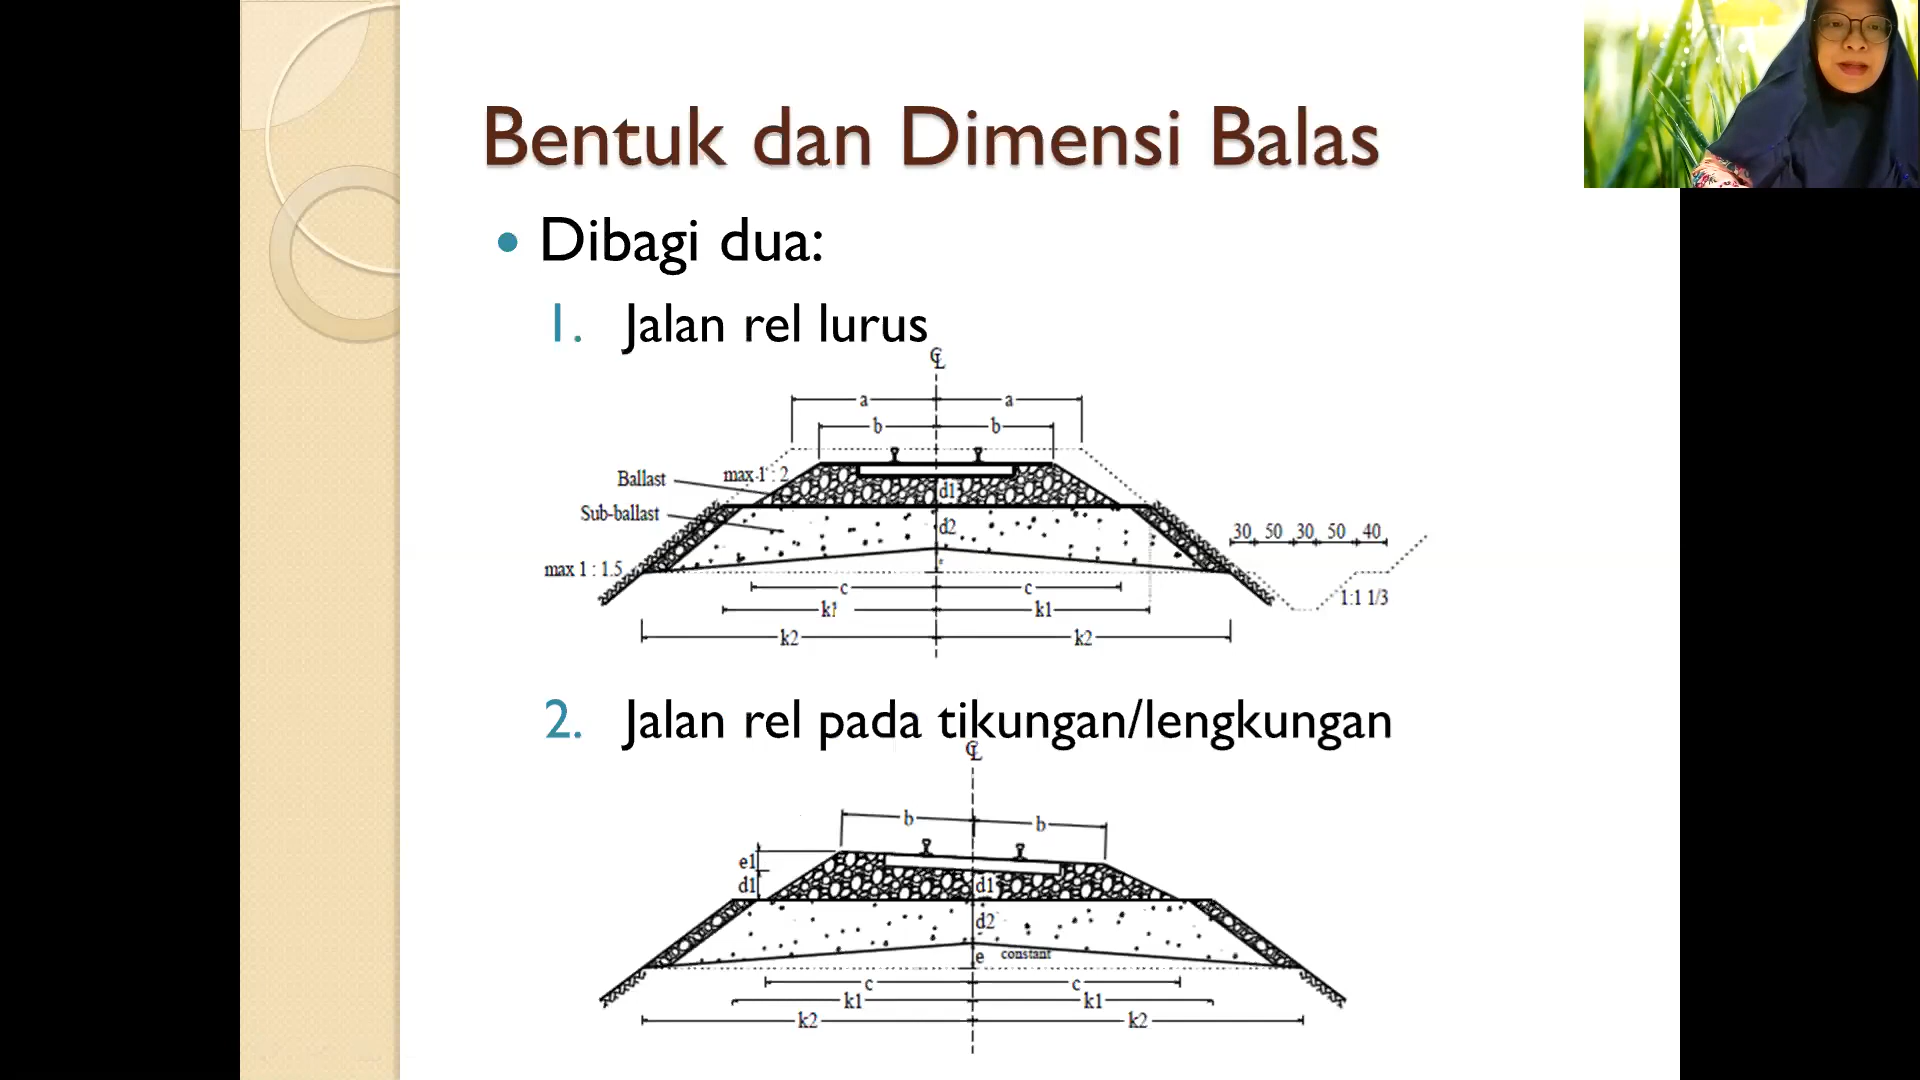 Bentuk dan Dimensi Balas
• Dibagi dua:
1. Jalan rel lurus
℄
a a
b b
Ballast max 1 : 2
d1
Sub-ballast
d2
30 50 30 50 40
max 1 : 1.5
c c
1:1 1/3
k1 k1
k2 k2
2. Jalan rel pada tikungan/lengkungan
℄
b b
e1
d1 d1
d2
e constant
c c
k1 k1
k2 k2